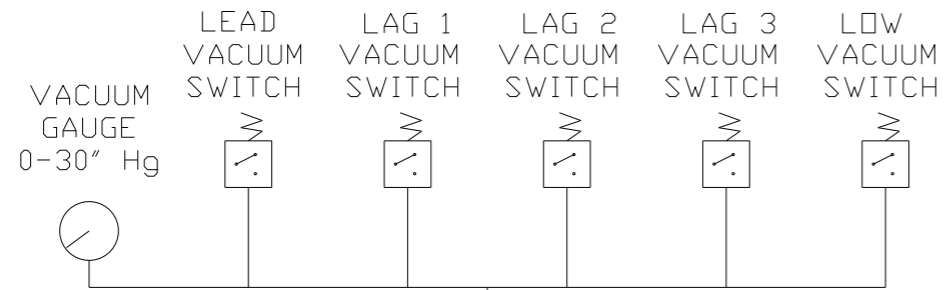 VACUUM
GAUGE
0-30" Hg
LEAD
VACUUM
SWITCH
LAG 1
VACUUM
SWITCH
LAG 2
VACUUM
SWITCH
LAG 3
VACUUM
SWITCH
LOW
VACUUM
SWITCH